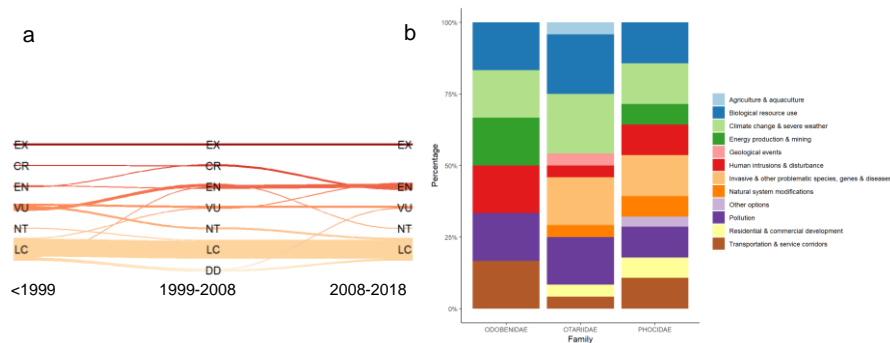 a
EX EX EX
CR CR
EN EN EN
VU VU VU
NT NT NT
LC LC LC
DD
<1999 1999-2008 2008-2018
b
100%
75%
50%
25%
0%
Percentage
ODOBENIDAE OTARIIDAE PHOCIDAE
Family
Agriculture & aquaculture
Biological resource use
Climate change & severe weather
Energy production & mining
Geological events
Human intrusions & disturbance
Invasive & other problematic species, genes & diseases
Natural system modifications
Other options
Pollution
Residential & commercial development
Transportation & service corridors